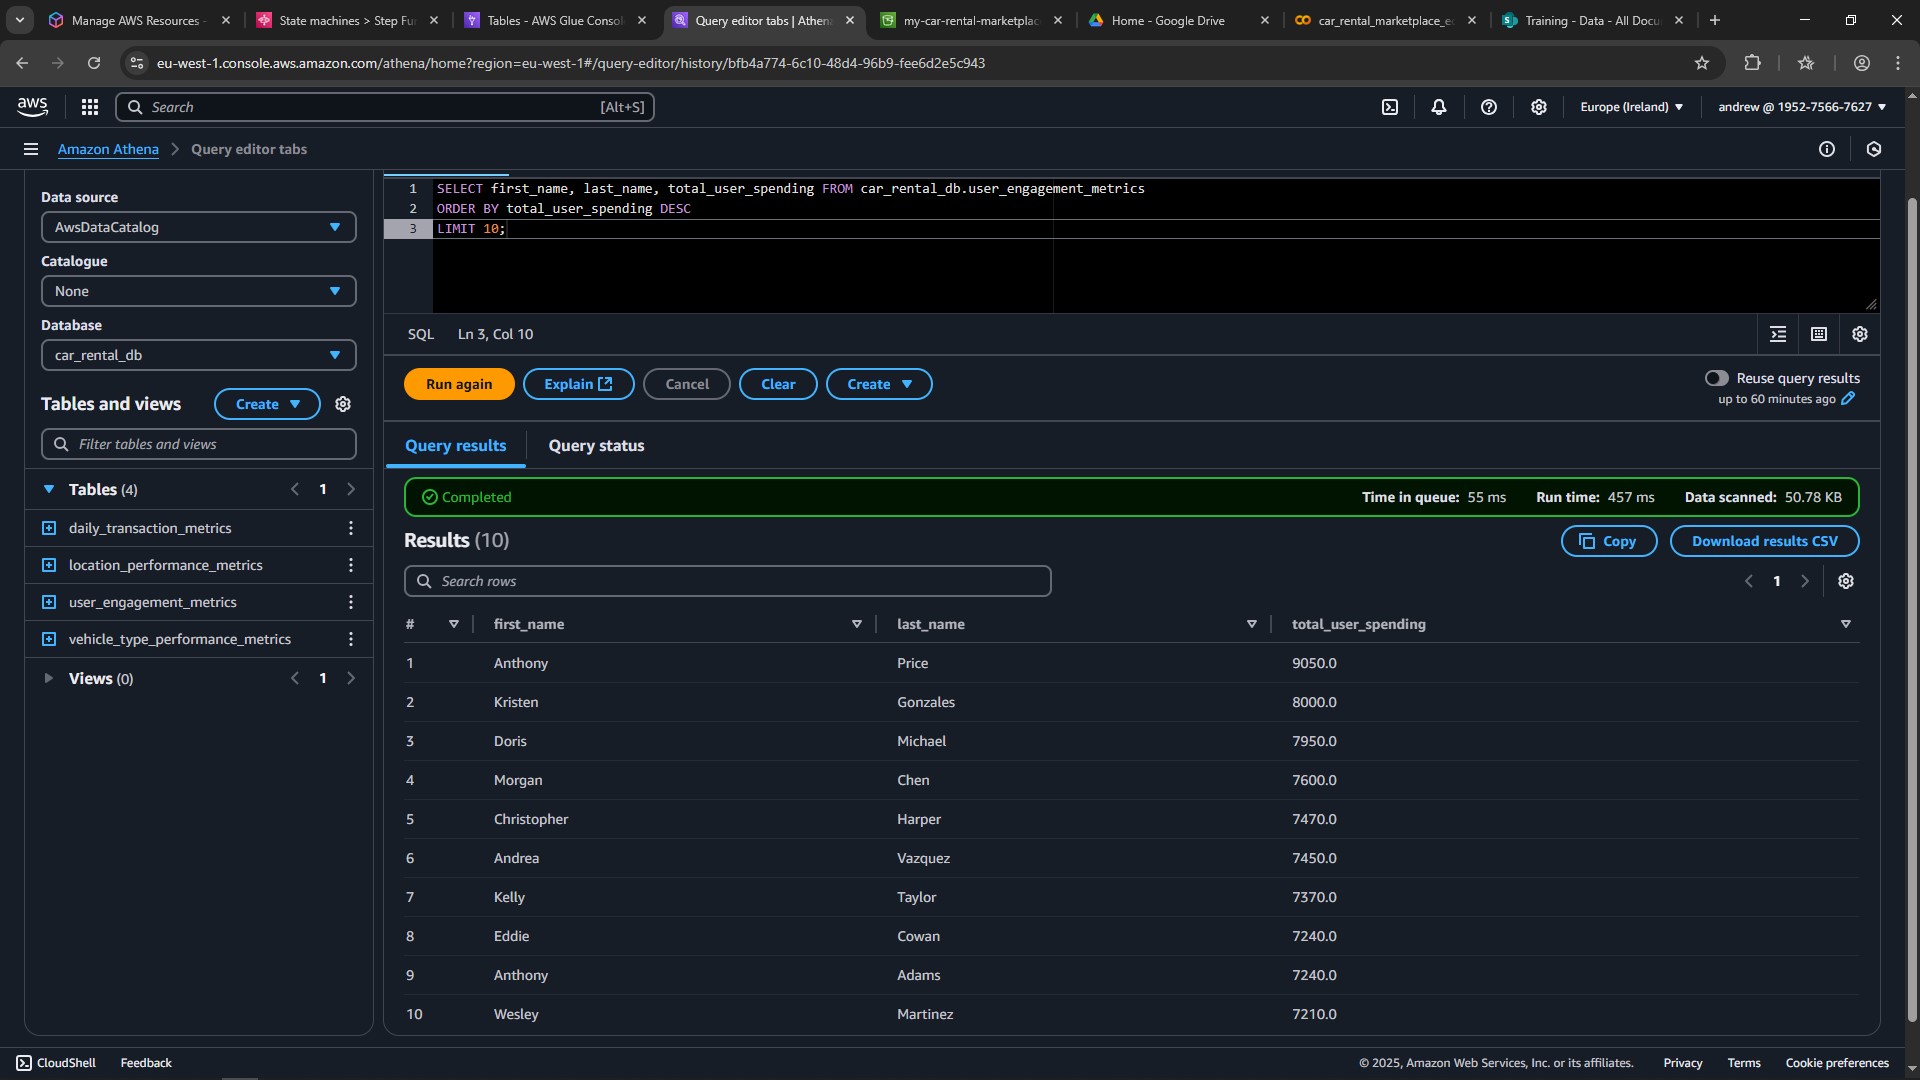 Manage AWS Resources -
State machines > Step Fu
Tables - AWS Glue Consol
Query editor tabs | Athen
my-car-rental-marketplac
Home - Google Drive
car_rental_marketplace_e
Training - Data - All Docu
eu-west-1.console.aws.amazon.com/athena/home?region=eu-west-1#/query-editor/history/bfb4a774-6c10-48d4-96b9-fee6d2e5c943
aws
Search
[Alt+S]
Europe (Ireland)
andrew @ 1952-7566-7627
Amazon Athena
Query editor tabs
Data source
AwsDataCatalog
Catalogue
None
Database
car_rental_db
Tables and views
Create
Filter tables and views
Tables (4)
1
daily_transaction_metrics
location_performance_metrics
user_engagement_metrics
vehicle_type_performance_metrics
Views (0)
1
1 SELECT first_name, last_name, total_user_spending FROM car_rental_db.user_engagement_metrics
2 ORDER BY total_user_spending DESC
3 LIMIT 10;
SQL Ln 3, Col 10
Run again
Explain
Cancel
Clear
Create
Reuse query results
up to 60 minutes ago
Query results
Query status
Completed
Time in queue: 55 ms
Run time: 457 ms
Data scanned: 50.78 KB
Results (10)
Copy
Download results CSV
Search rows
1
# first_name last_name total_user_spending
1 Anthony Price 9050.0
2 Kristen Gonzales 8000.0
3 Doris Michael 7950.0
4 Morgan Chen 7600.0
5 Christopher Harper 7470.0
6 Andrea Vazquez 7450.0
7 Kelly Taylor 7370.0
8 Eddie Cowan 7240.0
9 Anthony Adams 7240.0
10 Wesley Martinez 7210.0
CloudShell
Feedback
© 2025, Amazon Web Services, Inc. or its affiliates.
Privacy
Terms
Cookie preferences